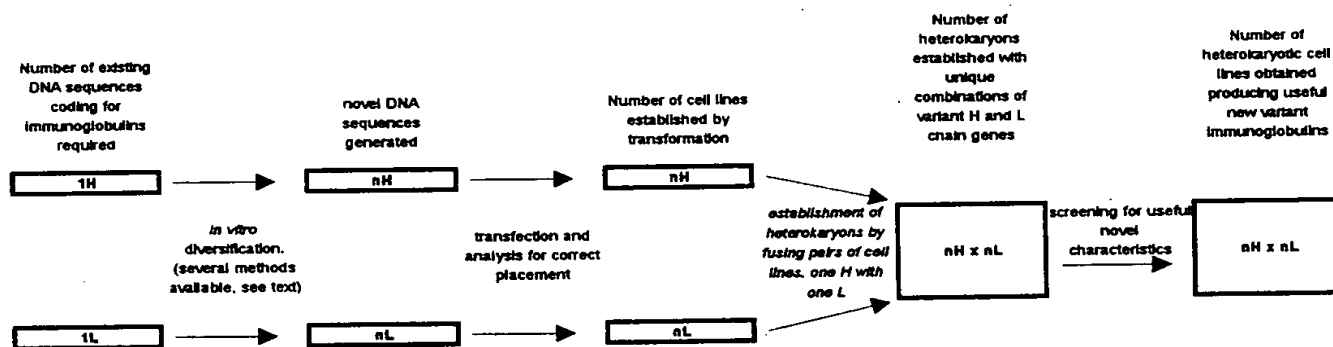 Number of existing
DNA sequences
coding for
immunoglobulins
required
novel DNA
sequences
generated
Number of cell lines
established by
transformation
Number of
heterokaryons
established with
unique
combinations of
variant H and L
chain genes
Number of
heterokaryotic cell
lines obtained
producing useful
new variant
immunoglobulins
1H
nH
nH
in vitro
diversification.
(several methods
available, see text)
transfection and
analysis for correct
placement
establishment of
heterokaryons by
fusing pairs of cell
lines, one H with
one L
nH x nL
screening for useful
novel
characteristics
nH x nL
1L
nL
nL